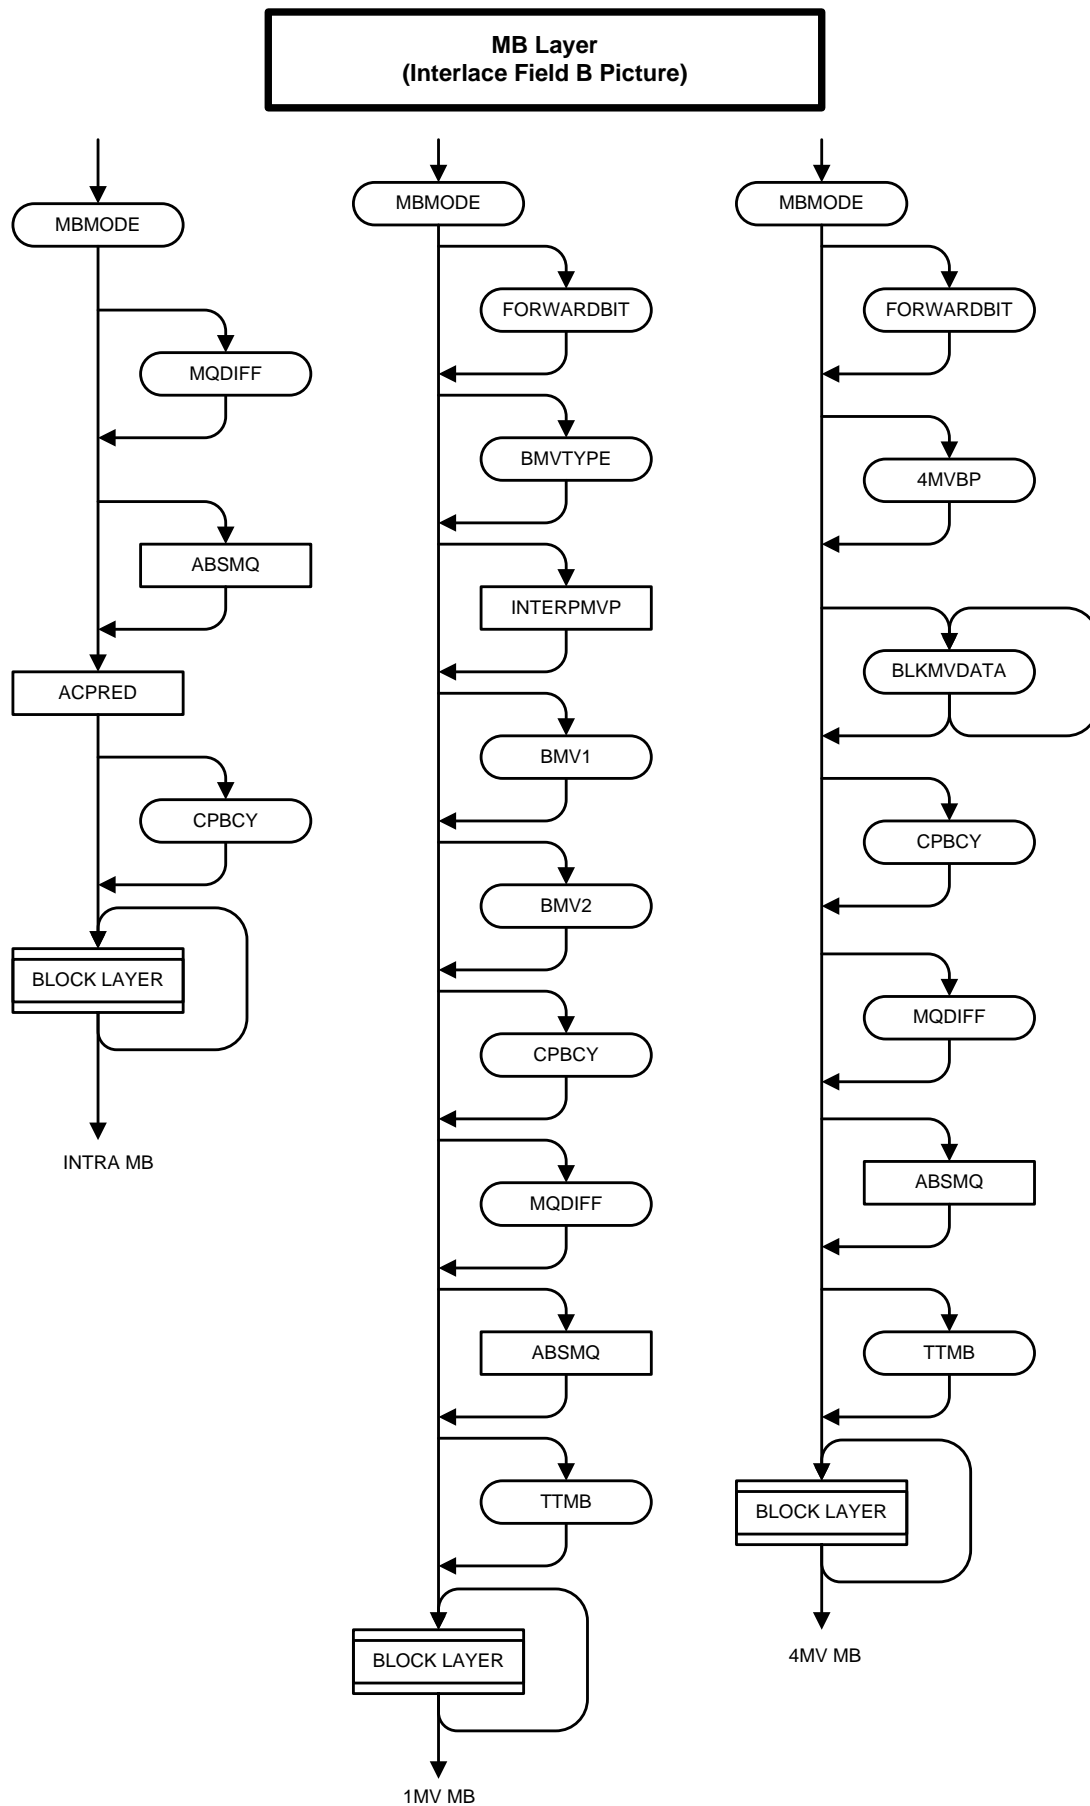 MB Layer
(Interlace Field B Picture)
MBMODE
MQDIFF
ABSMQ
ACPRED
CPBCY
BLOCK LAYER
INTRA MB
MBMODE
FORWARDBIT
BMVTYPE
INTERPMVP
BMV1
BMV2
CPBCY
MQDIFF
ABSMQ
TTMB
BLOCK LAYER
1MV MB
MBMODE
FORWARDBIT
4MVBP
BLKMVDATA
CPBCY
MQDIFF
ABSMQ
TTMB
BLOCK LAYER
4MV MB